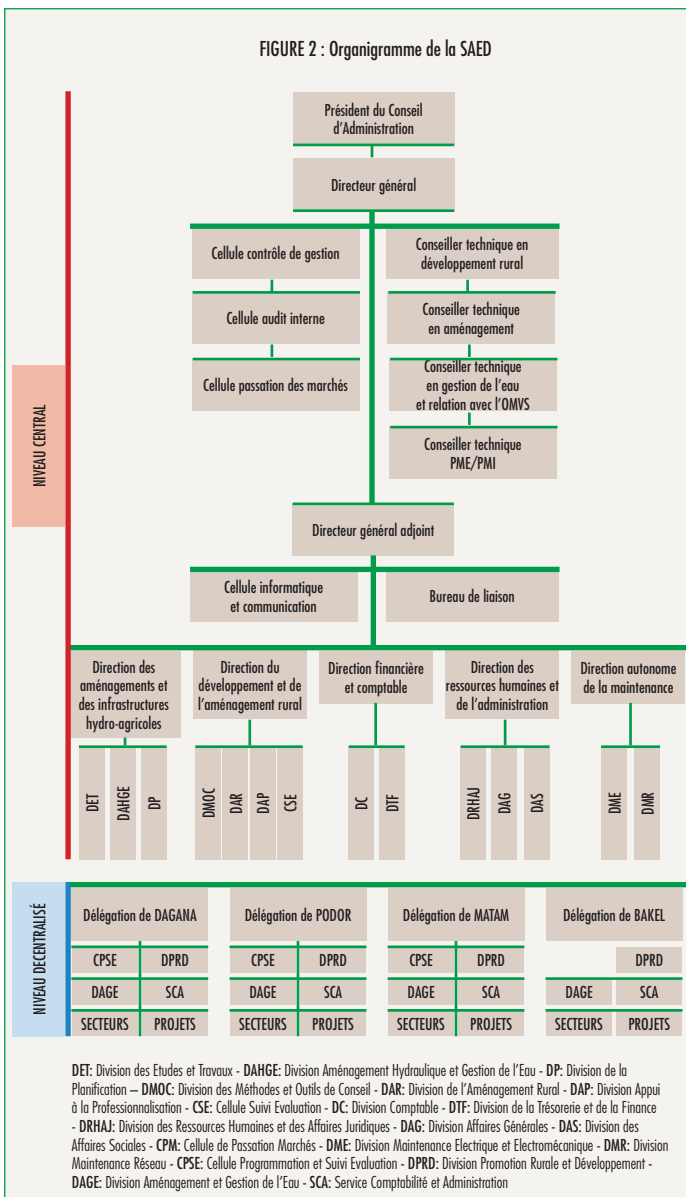 FIGURE 2 : Organigramme de la SAED
Président du Conseil
d’Administration
Directeur général
Cellule contrôle de gestion
Cellule audit interne
Cellule passation des marchés
Conseiller technique en
développement rural
Conseiller technique
en aménagement
Conseiller technique
en gestion de l’eau
et relation avec l’OMVS
Conseiller technique
PME/PMI
NIVEAU CENTRAL
Directeur général adjoint
Cellule informatique
et communication
Bureau de liaison
Direction des
aménagements et
des infrastructures
hydro-agricoles
Direction du
développement et de
l’aménagement rural
Direction financière
et comptable
Direction des
ressources humaines et
de l’administration
Direction autonome
de la maintenance
DET
DAHGE
DP
DMOC
DAR
DAP
CSE
DC
DTF
DRHAJ
DAG
DAS
DME
DMR
NIVEAU DECENTRALISÉ
Délégation de DAGANA
CPSE DPRD
DAGE SCA
SECTEURS PROJETS
Délégation de PODOR
CPSE DPRD
DAGE SCA
SECTEURS PROJETS
Délégation de MATAM
CPSE DPRD
DAGE SCA
SECTEURS PROJETS
Délégation de BAKEL
DPRD
DAGE SCA
SECTEURS PROJETS
DET: Division des Etudes et Travaux - DAHGE: Division Aménagement Hydraulique et Gestion de l’Eau - DP: Division de la
Planification – DMOC: Division des Méthodes et Outils de Conseil - DAR: Division de l’Aménagement Rural - DAP: Division Appui
à la Professionnalisation - CSE: Cellule Suivi Evaluation - DC: Division Comptable - DTF: Division de la Trésorerie et de la Finance
- DRHAJ: Division des Ressources Humaines et des Affaires Juridiques - DAG: Division Affaires Générales - DAS: Division des
Affaires Sociales - CPM: Cellule de Passation Marchés - DME: Division Maintenance Electrique et Electromécanique - DMR: Division
Maintenance Réseau - CPSE: Cellule Programmation et Suivi Evaluation - DPRD: Division Promotion Rurale et Développement -
DAGE: Division Aménagement et Gestion de l’Eau - SCA: Service Comptabilité et Administration